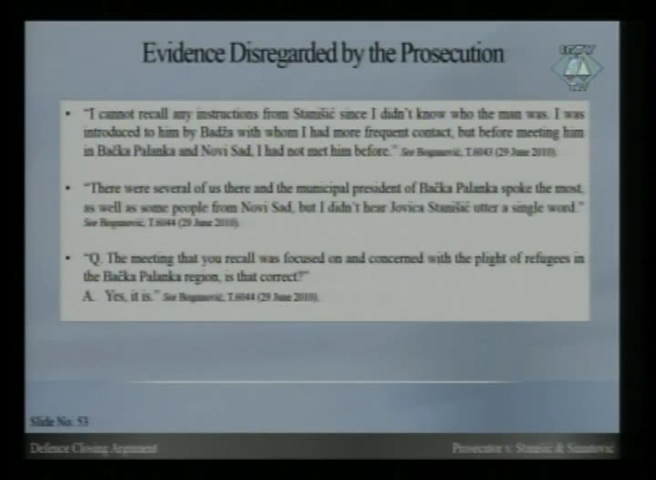 Evidence Disregarded by the Prosecution
ICTY
• "I cannot recall any instructions from Stanišić since I didn't know who the man was. I was
introduced to him by Badža with whom I had more frequent contact, but before meeting him
in Bačka Palanka and Novi Sad, I had not met him before." See Bogunović, T.6043 (29 June 2010).
• "There were several of us there and the municipal president of Bačka Palanka spoke the most,
as well as some people from Novi Sad, but I didn't hear Jovica Stanišić utter a single word."
See Bogunović, T.6044 (29 June 2010).
• "Q. The meeting that you recall was focused on and concerned with the plight of refugees in
the Bačka Palanka region, is that correct?"
A. Yes, it is." See Bogunović, T.6044 (29 June 2010).
Slide No. 53
Defence Closing Argument
Prosecutor v. Stanišić & Simatović